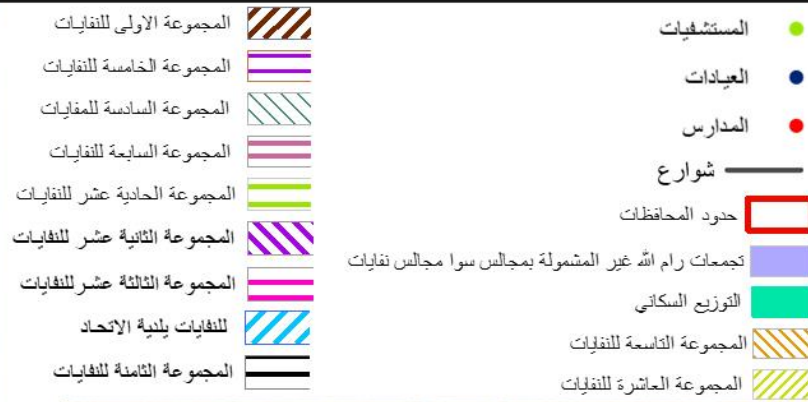 المستشفيات
العيادات
المدارس
شوارع
حدود المحافظات
تجمعات رام الله غير المشمولة بمجالس سوا مجالس نفايات
التوزيع السكاني
المجموعة التاسعة للنفايات
المجموعة العاشرة للنفايات
المجموعة الاولى للنفايات
المجموعة الخامسة للنفايات
المجموعة السادسة للمفايات
المجموعة السابعة للنفايات
المجموعة الحادية عشر للنفايات
المجموعة الثانية عشر للنفايات
المجموعة الثالثة عشر للنفايات
للنفايات يلدية الاتحاد
المجموعة الثامنة للنفايات